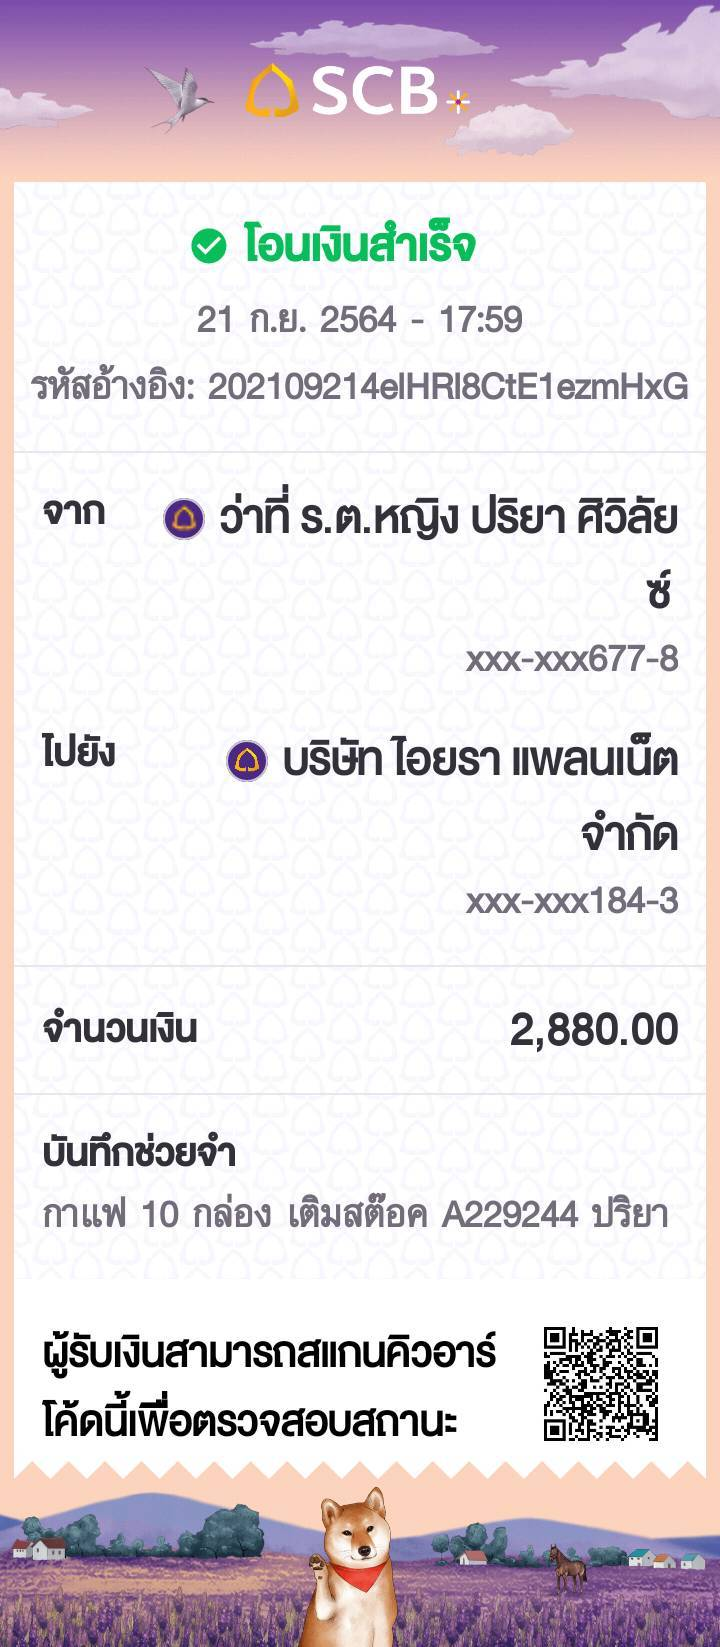 SCB
โอนเงินสำเร็จ
21 ก.ย. 2564 - 17:59
รหัสอ้างอิง: 202109214elHRl8CtE1ezmHxG
จาก ว่าที่ ร.ต.หญิง ปริยา ศิวิลัย
ซ์
xxx-xxx677-8
ไปยัง บริษัท ไอยรา แพลนเน็ต
จำกัด
xxx-xxx184-3
จำนวนเงิน 2,880.00
บันทึกช่วยจำ
กาแฟ 10 กล่อง เติมสต๊อค A229244 ปริยา
ผู้รับเงินสามารถสแกนคิวอาร์
โค้ดนี้เพื่อตรวจสอบสถานะ